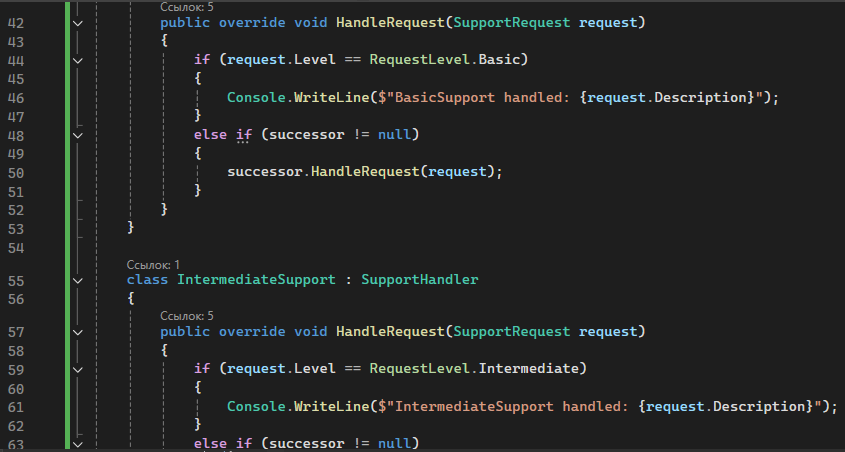 Ссылок: 5
42 public override void HandleRequest(SupportRequest request)
43 {
44 if (request.Level == RequestLevel.Basic)
45 {
46 Console.WriteLine($"BasicSupport handled: {request.Description}");
47 }
48 else if (successor != null)
49 {
50 successor.HandleRequest(request);
51 }
52 }
53 }
54
Ссылок: 1
55 class IntermediateSupport : SupportHandler
56 {
Ссылок: 5
57 public override void HandleRequest(SupportRequest request)
58 {
59 if (request.Level == RequestLevel.Intermediate)
60 {
61 Console.WriteLine($"IntermediateSupport handled: {request.Description}");
62 }
63 else if (successor != null)